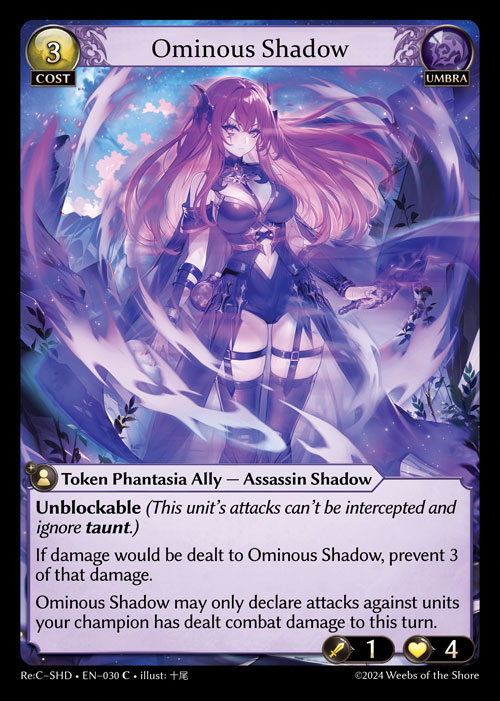 3
COST
Ominous Shadow
UMBRA
Token Phantasia Ally — Assassin Shadow
Unblockable (This unit's attacks can't be intercepted and
ignore taunt.)
If damage would be dealt to Ominous Shadow, prevent 3
of that damage.
Ominous Shadow may only declare attacks against units
your champion has dealt combat damage to this turn.
1
4
Re:C–SHD • EN–030 C • illust: 十尾
©2024 Weebs of the Shore